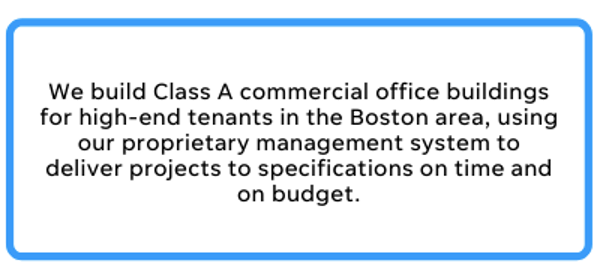 We build Class A commercial office buildings
for high-end tenants in the Boston area, using
our proprietary management system to
deliver projects to specifications on time and
on budget.